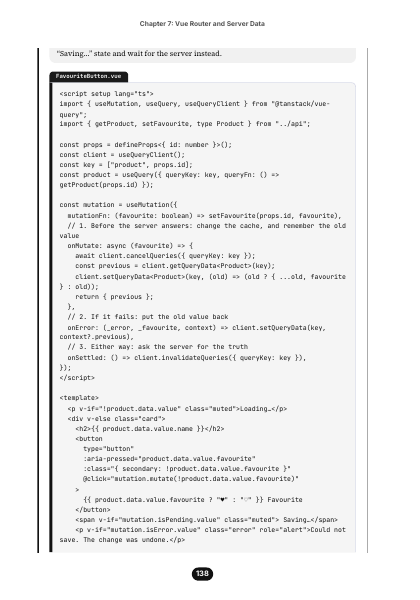 Chapter 7: Vue Router and Server Data
“Saving…” state and wait for the server instead.
FavouriteButton.vue
<script setup lang="ts">
import { useMutation, useQuery, useQueryClient } from "@tanstack/vue-
query";
import { getProduct, setFavourite, type Product } from "../api";

const props = defineProps<{ id: number }>();
const client = useQueryClient();
const key = ["product", props.id];
const product = useQuery({ queryKey: key, queryFn: () =>
getProduct(props.id) });

const mutation = useMutation({
  mutationFn: (favourite: boolean) => setFavourite(props.id, favourite),
  // 1. Before the server answers: change the cache, and remember the old
value
  onMutate: async (favourite) => {
    await client.cancelQueries({ queryKey: key });
    const previous = client.getQueryData<Product>(key);
    client.setQueryData<Product>(key, (old) => (old ? { ...old, favourite
} : old));
    return { previous };
  },
  // 2. If it fails: put the old value back
  onError: (_error, _favourite, context) => client.setQueryData(key,
context?.previous),
  // 3. Either way: ask the server for the truth
  onSettled: () => client.invalidateQueries({ queryKey: key }),
});
</script>

<template>
  <p v-if="!product.data.value" class="muted">Loading…</p>
  <div v-else class="card">
    <h2>{{ product.data.value.name }}</h2>
    <button
      type="button"
      :aria-pressed="product.data.value.favourite"
      :class="{ secondary: !product.data.value.favourite }"
      @click="mutation.mutate(!product.data.value.favourite)"
    >
      {{ product.data.value.favourite ? "♥" : "♡" }} Favourite
    </button>
    <span v-if="mutation.isPending.value" class="muted"> Saving…</span>
    <p v-if="mutation.isError.value" class="error" role="alert">Could not
save. The change was undone.</p>
138